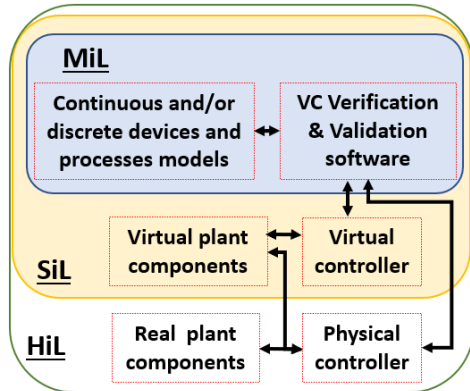 MiL
Continuous and/or
discrete devices and
processes models
VC Verification
& Validation
software
Virtual plant
components
Virtual
controller
SiL
Real plant
components
Physical
controller
HiL